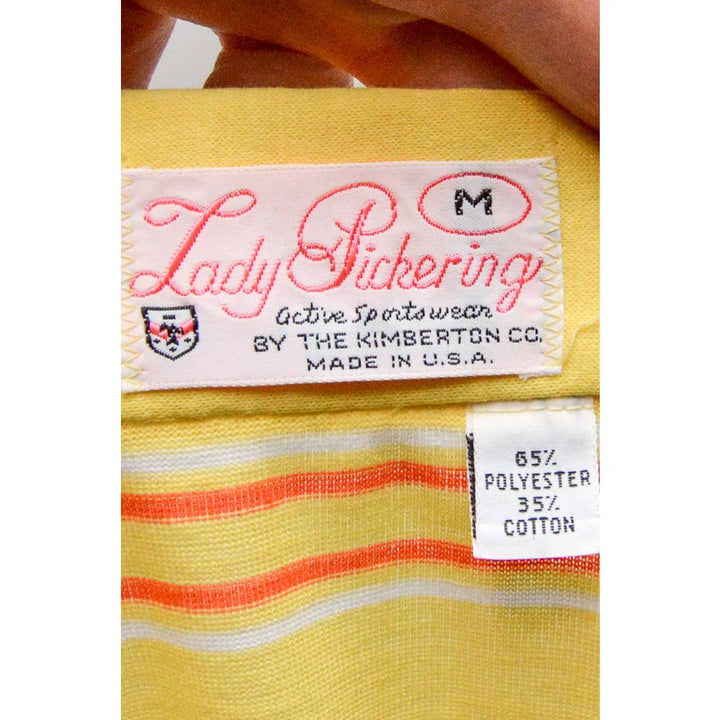 M
Lady Pickering
active sportswear
BY THE KIMBERTON CO.
MADE IN U.S.A.
65%
POLYESTER
35%
COTTON